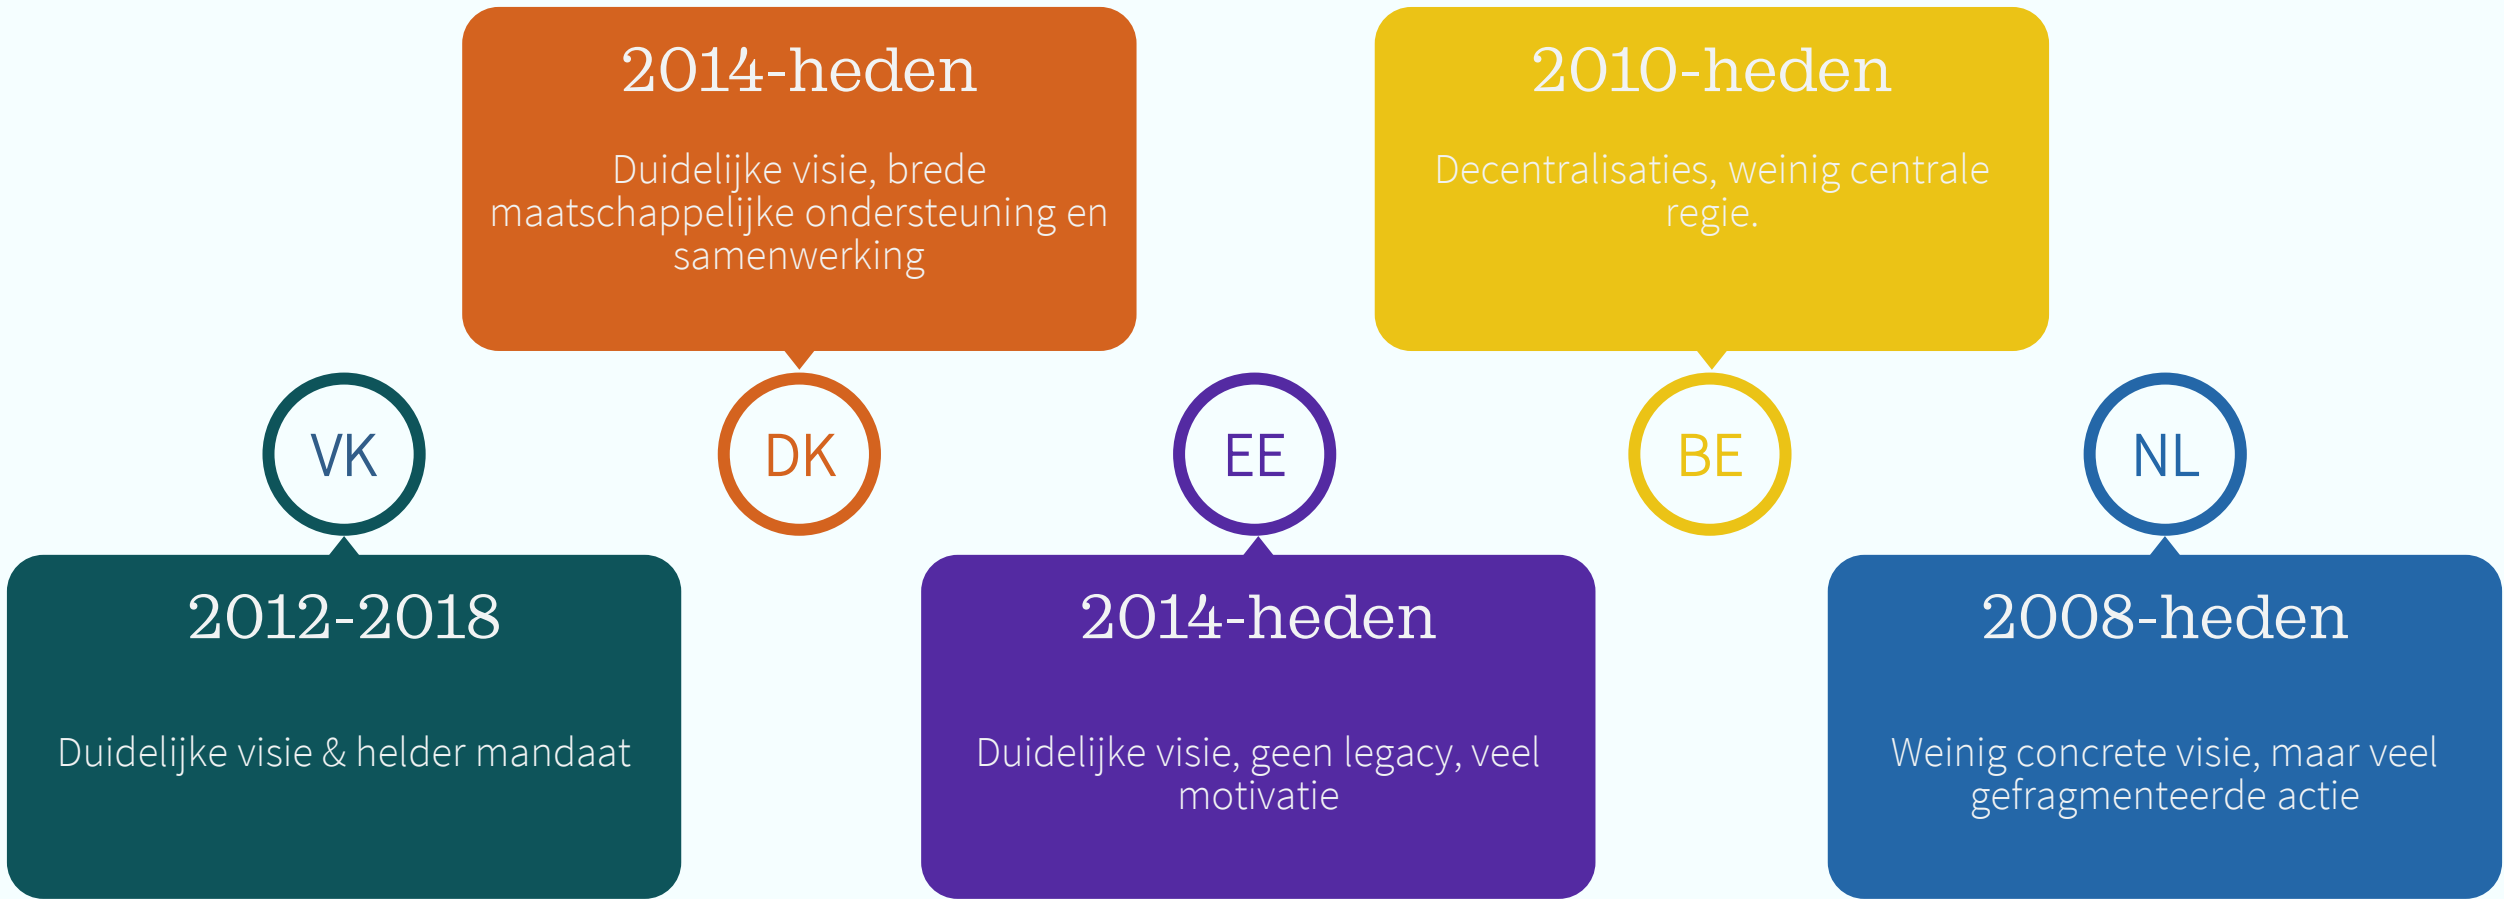 2014-heden
Duidelijke visie, brede
maatschappelijke ondersteuning en
samenwerking
2010-heden
Decentralisaties, weinig centrale
regie.
VK
DK
EE
BE
NL
2012-2018
Duidelijke visie & helder mandaat
2014-heden
Duidelijke visie, geen legacy, veel
motivatie
2008-heden
Weinig concrete visie, maar veel
gefragmenteerde actie